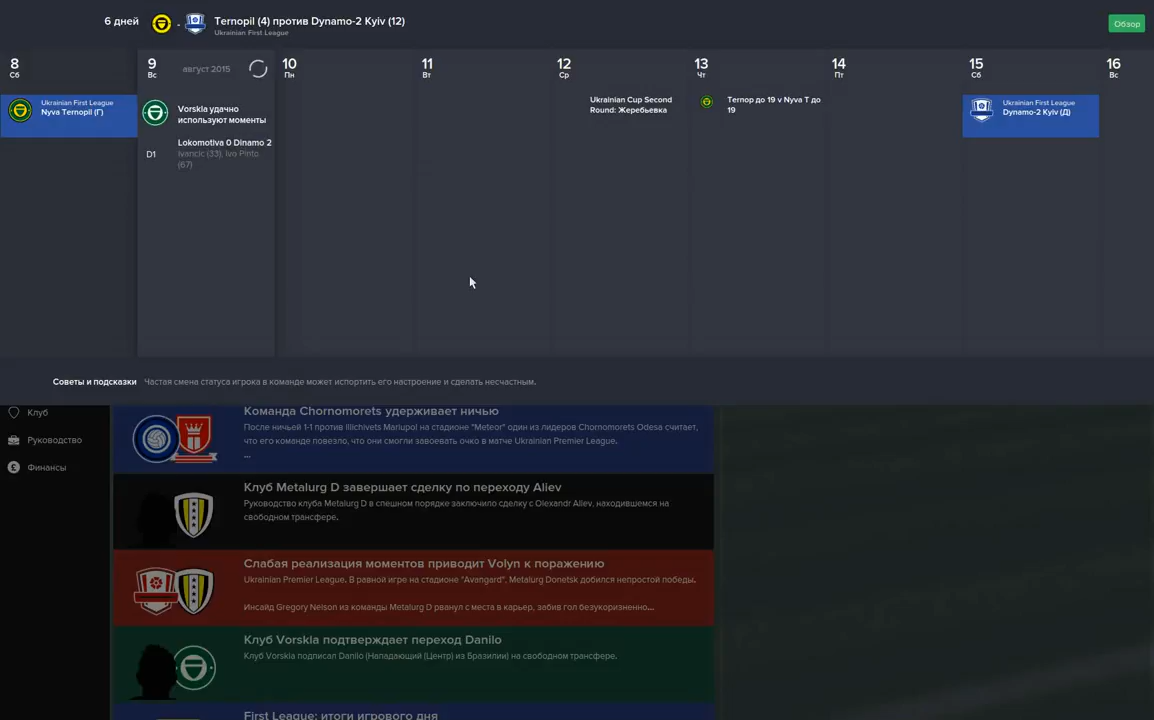 6 дней
-
Ternopil (4) против Dynamo-2 Kyiv (12)
Ukrainian First League
Обзор
8
Сб
9
Вс
август 2015
10
Пн
11
Вт
12
Ср
13
Чт
14
Пт
15
Сб
16
Вс
Ukrainian First League
Nyva Ternopil (Г)
Vorskla удачно
используют моменты
D1
Lokomotiva 0 Dinamo 2
Ivancic (33), Ivo Pinto
(67)
Ukrainian Cup Second
Round: Жеребьевка
Ternop до 19 v Nyva T до
19
Ukrainian First League
Dynamo-2 Kyiv (Д)
Советы и подсказки
Частая смена статуса игрока в команде может испортить его настроение и сделать несчастным.
Клуб
Руководство
Финансы
Команда Chornomorets удерживает ничью
После ничьей 1-1 против Illichivets Mariupol на стадионе "Meteor" один из лидеров Chornomorets Odesa считает,
что его команде повезло, что они смогли завоевать очко в матче Ukrainian Premier League.
...
Клуб Metalurg D завершает сделку по переходу Aliev
Руководство клуба Metalurg D в спешном порядке заключило сделку с Olexandr Aliev, находившемся на
свободном трансфере.
Слабая реализация моментов приводит Volyn к поражению
Ukrainian Premier League. В равной игре на стадионе "Avangard", Metalurg Donetsk добился непростой победы.
Инсайд Gregory Nelson из команды Metalurg D рванул с места в карьер, забив гол безукоризненно...
Клуб Vorskla подтверждает переход Danilo
Клуб Vorskla подписал Danilo (Нападающий (Центр) из Бразилии) на свободном трансфере.
First League: итоги игрового дня